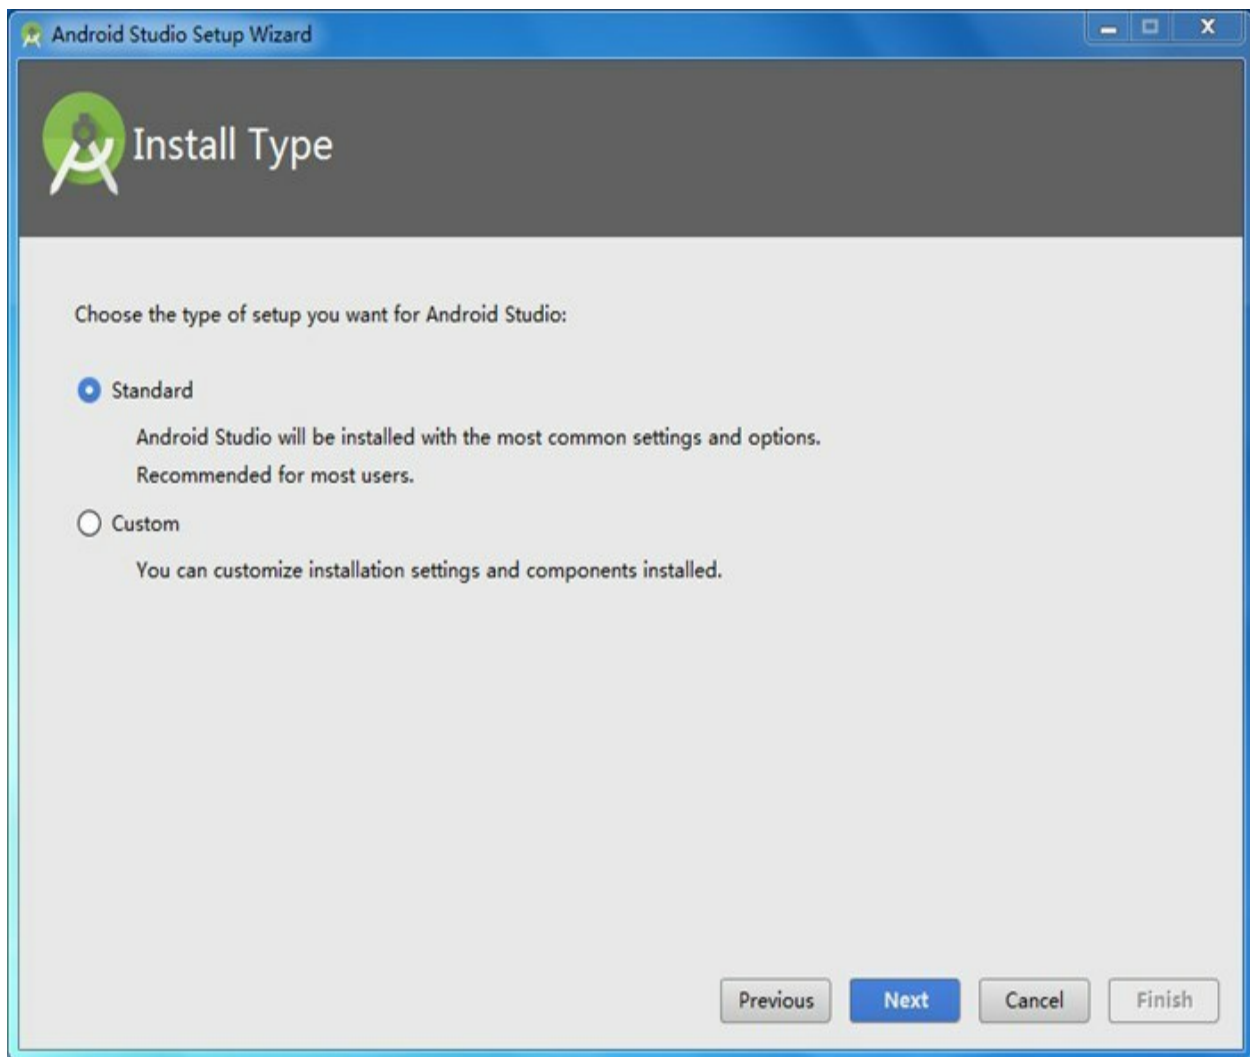 Android Studio Setup Wizard
Install Type
Choose the type of setup you want for Android Studio:
Standard
Android Studio will be installed with the most common settings and options.
Recommended for most users.
Custom
You can customize installation settings and components installed.
Previous Next Cancel Finish